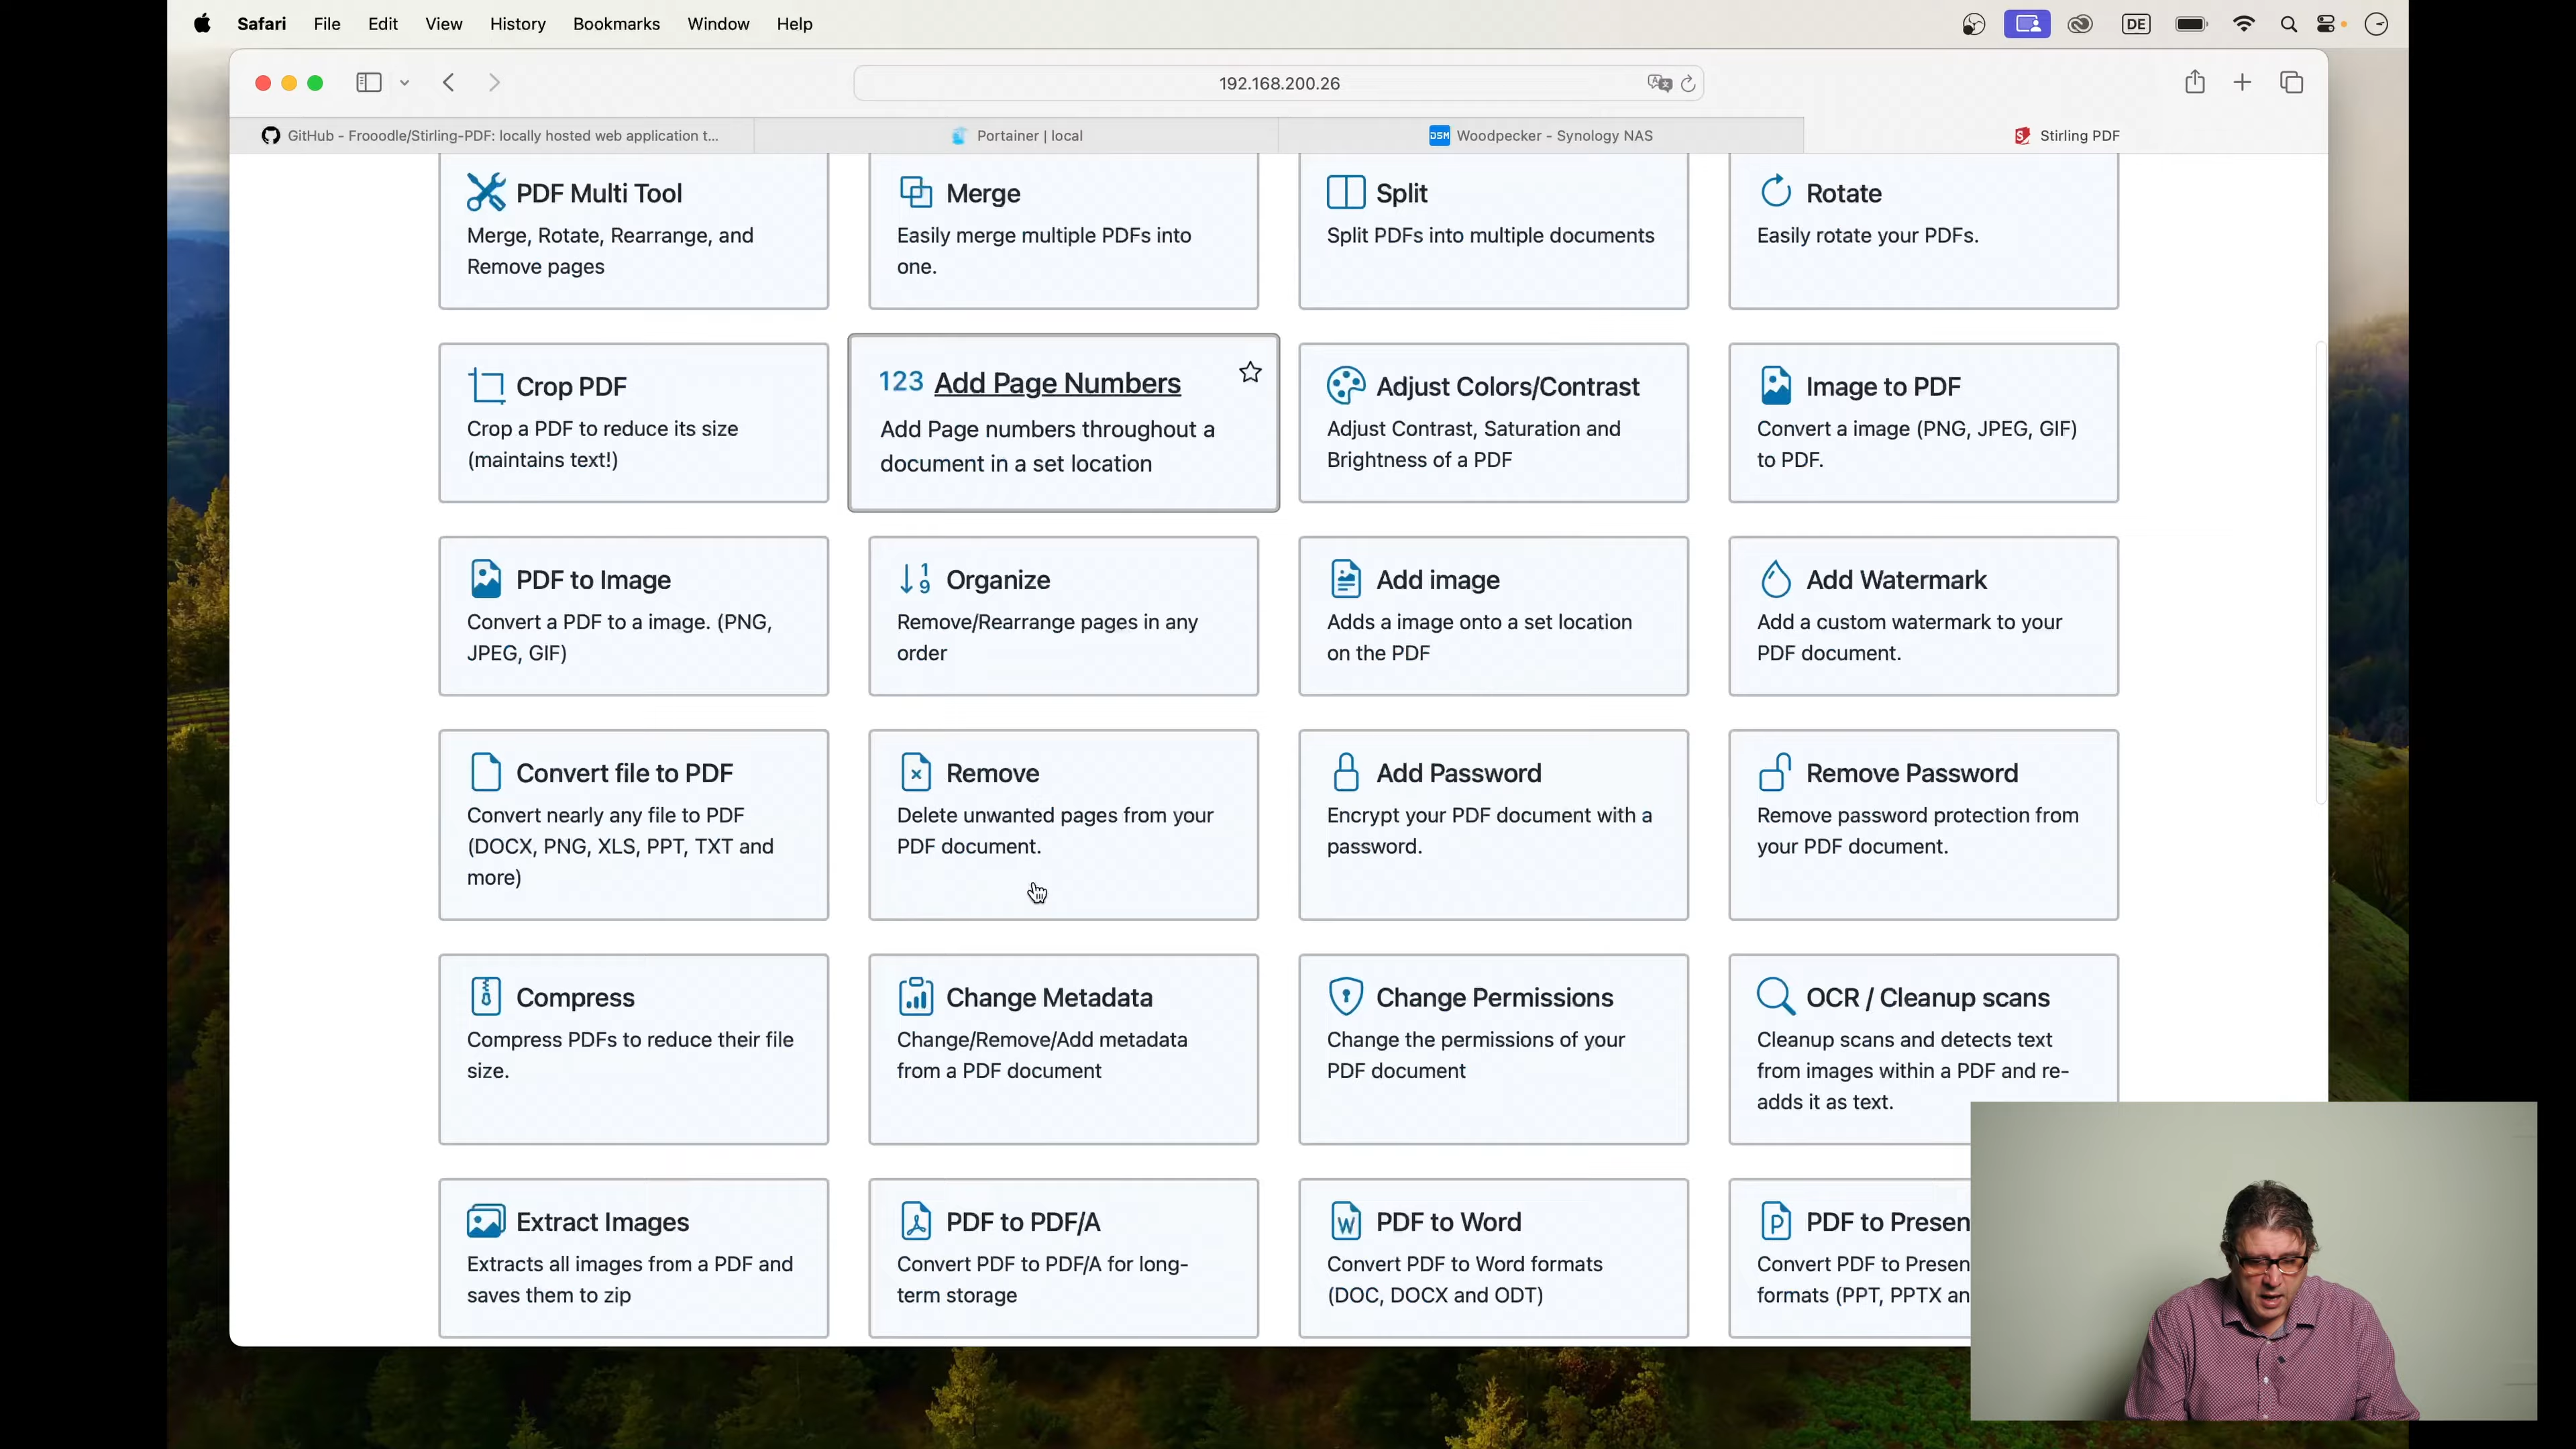 Safari File Edit View History Bookmarks Window Help
DE
192.168.200.26
GitHub - Frooodle/Stirling-PDF: locally hosted web application t...
Portainer | local
DSM Woodpecker - Synology NAS
Stirling PDF
PDF Multi Tool
Merge, Rotate, Rearrange, and
Remove pages
Merge
Easily merge multiple PDFs into
one.
Split
Split PDFs into multiple documents
Rotate
Easily rotate your PDFs.
Crop PDF
Crop a PDF to reduce its size
(maintains text!)
123 Add Page Numbers
Add Page numbers throughout a
document in a set location
Adjust Colors/Contrast
Adjust Contrast, Saturation and
Brightness of a PDF
Image to PDF
Convert a image (PNG, JPEG, GIF)
to PDF.
PDF to Image
Convert a PDF to a image. (PNG,
JPEG, GIF)
Organize
Remove/Rearrange pages in any
order
Add image
Adds a image onto a set location
on the PDF
Add Watermark
Add a custom watermark to your
PDF document.
Convert file to PDF
Convert nearly any file to PDF
(DOCX, PNG, XLS, PPT, TXT and
more)
Remove
Delete unwanted pages from your
PDF document.
Add Password
Encrypt your PDF document with a
password.
Remove Password
Remove password protection from
your PDF document.
Compress
Compress PDFs to reduce their file
size.
Change Metadata
Change/Remove/Add metadata
from a PDF document
Change Permissions
Change the permissions of your
PDF document
OCR / Cleanup scans
Cleanup scans and detects text
from images within a PDF and re-
adds it as text.
Extract Images
Extracts all images from a PDF and
saves them to zip
PDF to PDF/A
Convert PDF to PDF/A for long-
term storage
PDF to Word
Convert PDF to Word formats
(DOC, DOCX and ODT)
PDF to Presen
Convert PDF to Presen
formats (PPT, PPTX an